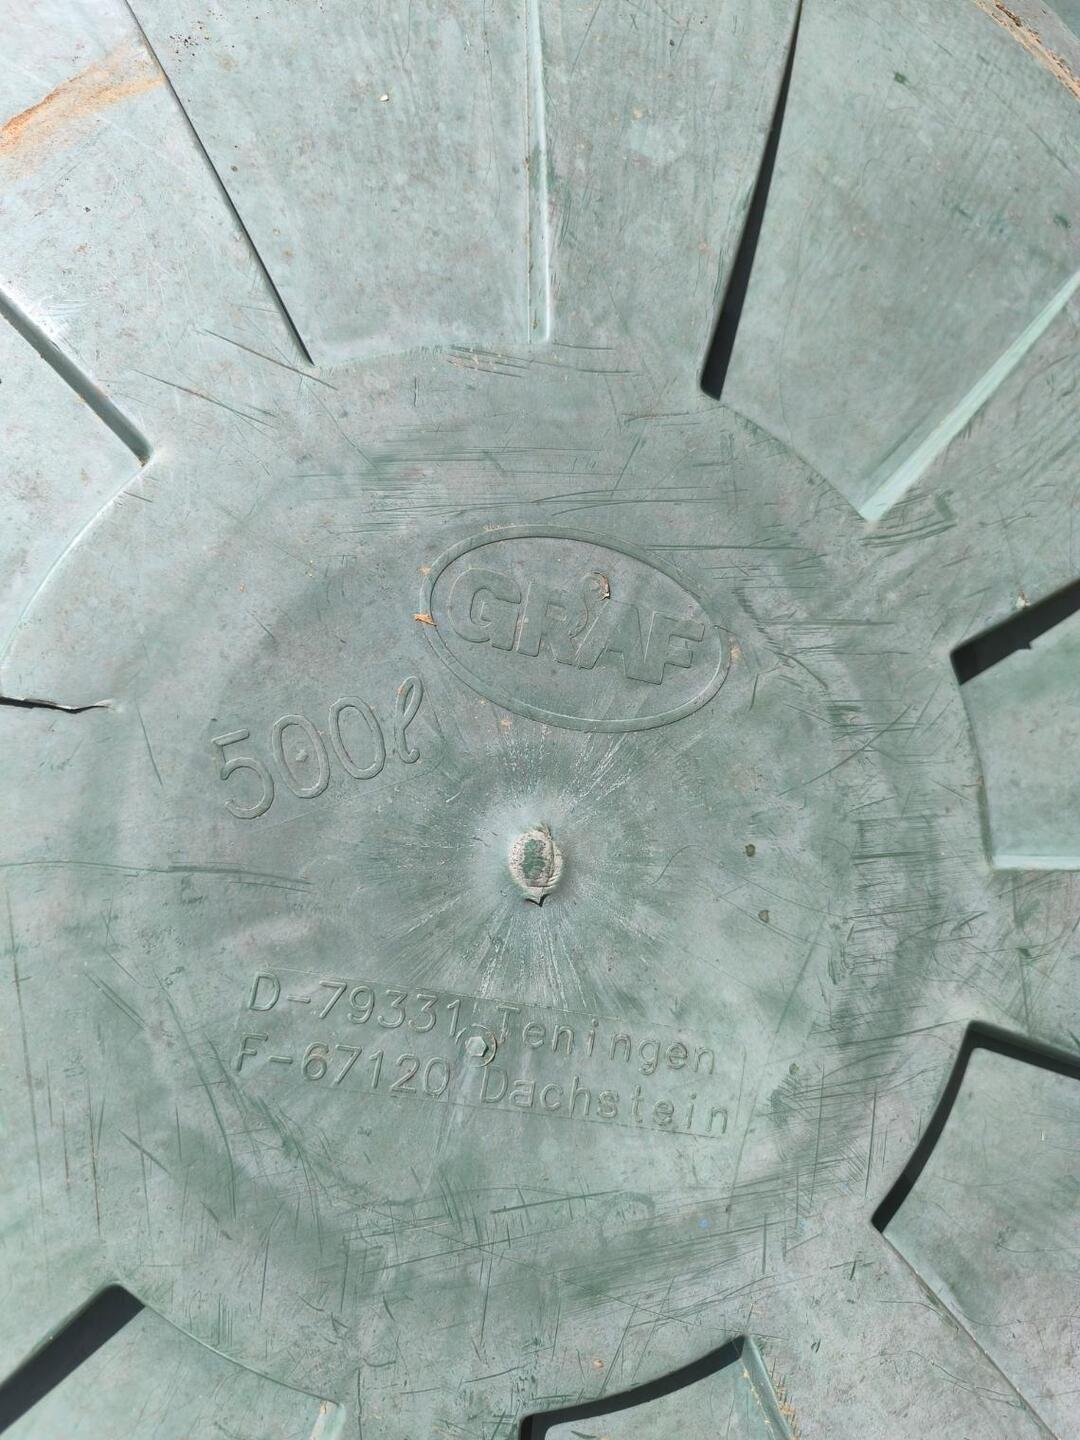 GRAF
500l
D-79331 Teningen
F-67120 Dachstein